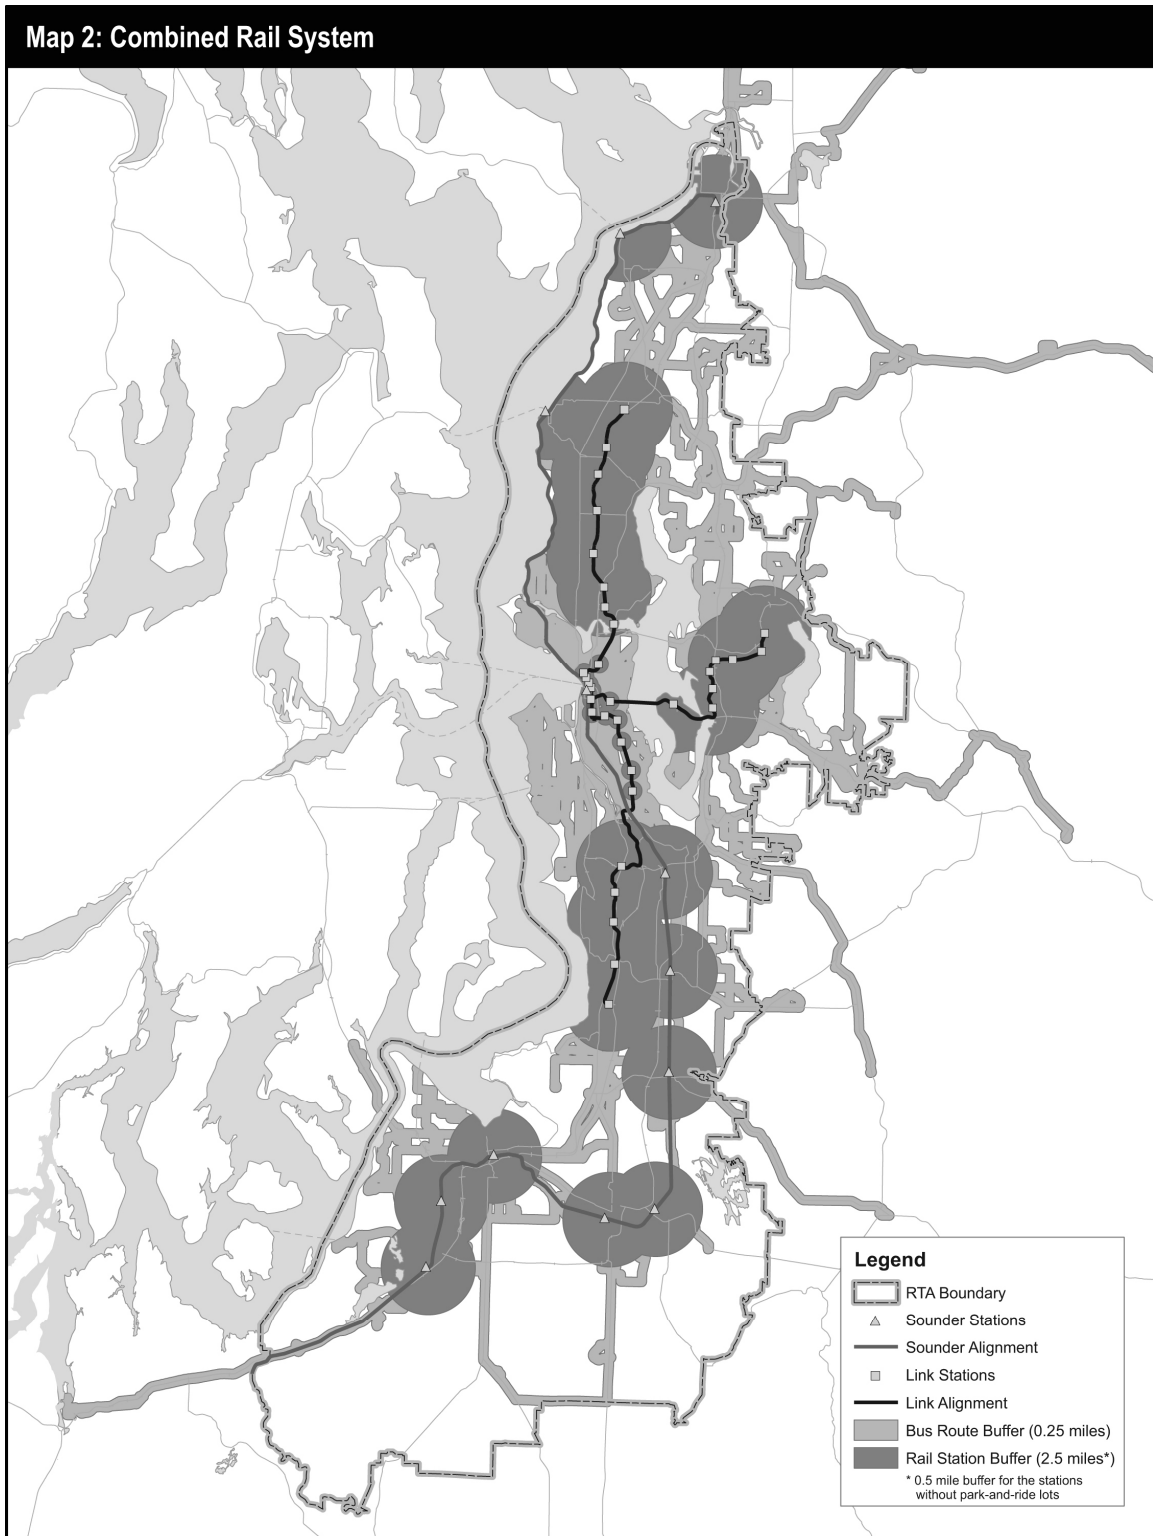 Map 2: Combined Rail System
Legend
RTA Boundary
Sounder Stations
Sounder Alignment
Link Stations
Link Alignment
Bus Route Buffer (0.25 miles)
Rail Station Buffer (2.5 miles*)
* 0.5 mile buffer for the stations
without park-and-ride lots